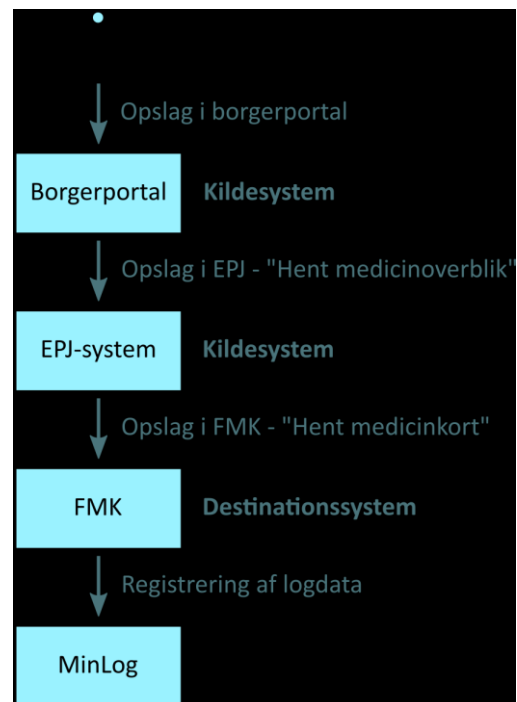 Opslag i borgerportal
Borgerportal Kildesystem
Opslag i EPJ - "Hent medicinoverblik"
EPJ-system Kildesystem
Opslag i FMK - "Hent medicinkort"
FMK Destinationssystem
Registrering af logdata
MinLog